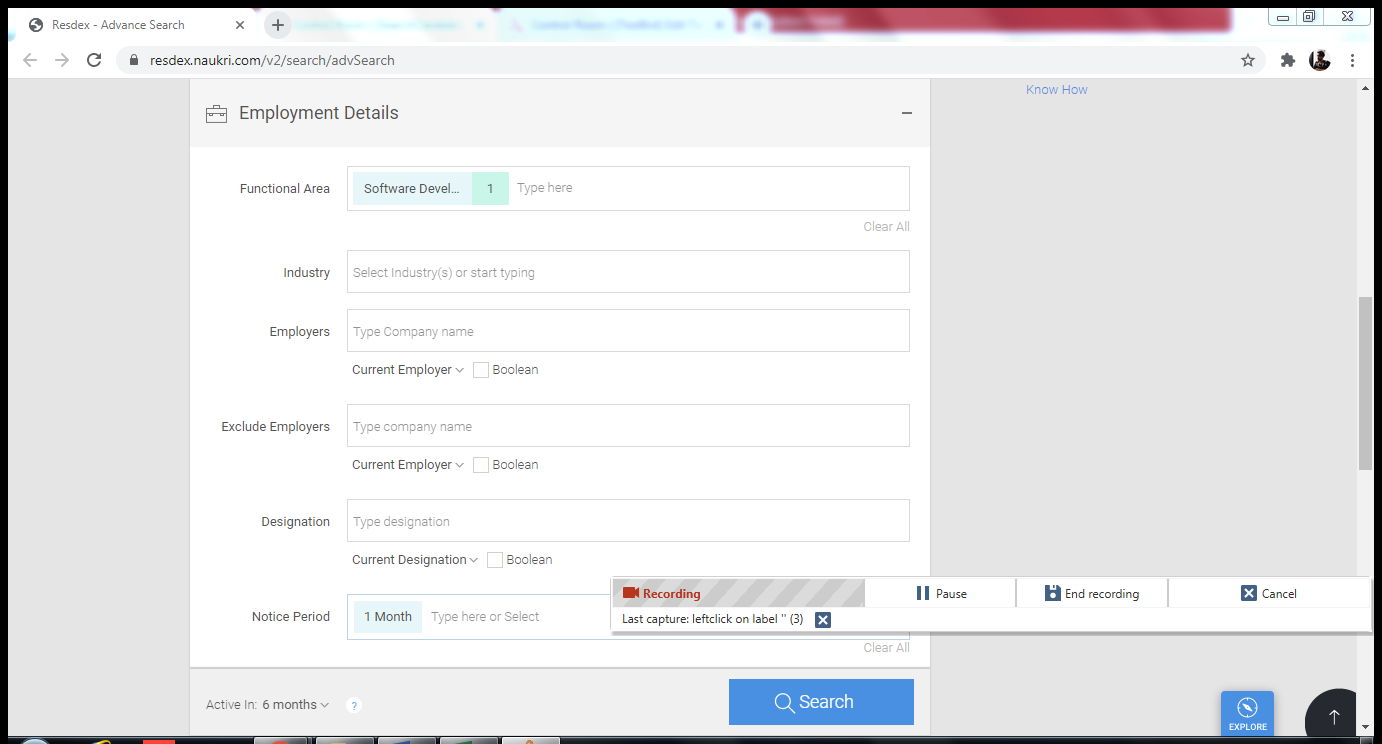 Resdex - Advance Search
resdex.naukri.com/v2/search/advSearch
Know How
Employment Details
Functional Area
Software Devel... 1 Type here
Clear All
Industry
Select Industry(s) or start typing
Employers
Type Company name
Current Employer Boolean
Exclude Employers
Type company name
Current Employer Boolean
Designation
Type designation
Current Designation Boolean
Recording Pause End recording Cancel
Notice Period
1 Month Type here or Select
Last capture: leftclick on label '' (3)
Clear All
Active In: 6 months ?
Search
EXPLORE